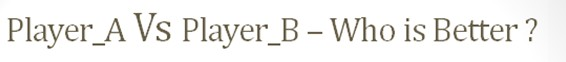 Player_A Vs Player_B – Who is Better ?